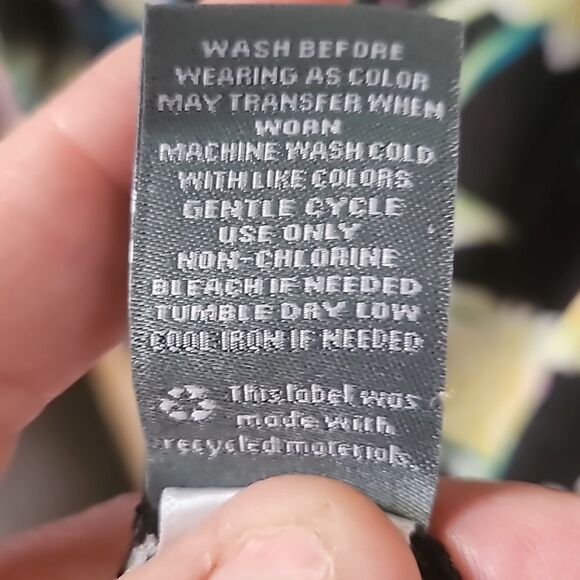 WASH BEFORE
WEARING AS COLOR
MAY TRANSFER WHEN
WORN
MACHINE WASH COLD
WITH LIKE COLORS
GENTLE CYCLE
USE ONLY
NON-CHLORINE
BLEACH IF NEEDED
TUMBLE DRY LOW
COOL IRON IF NEEDED
This label was
made with
recycled materials.